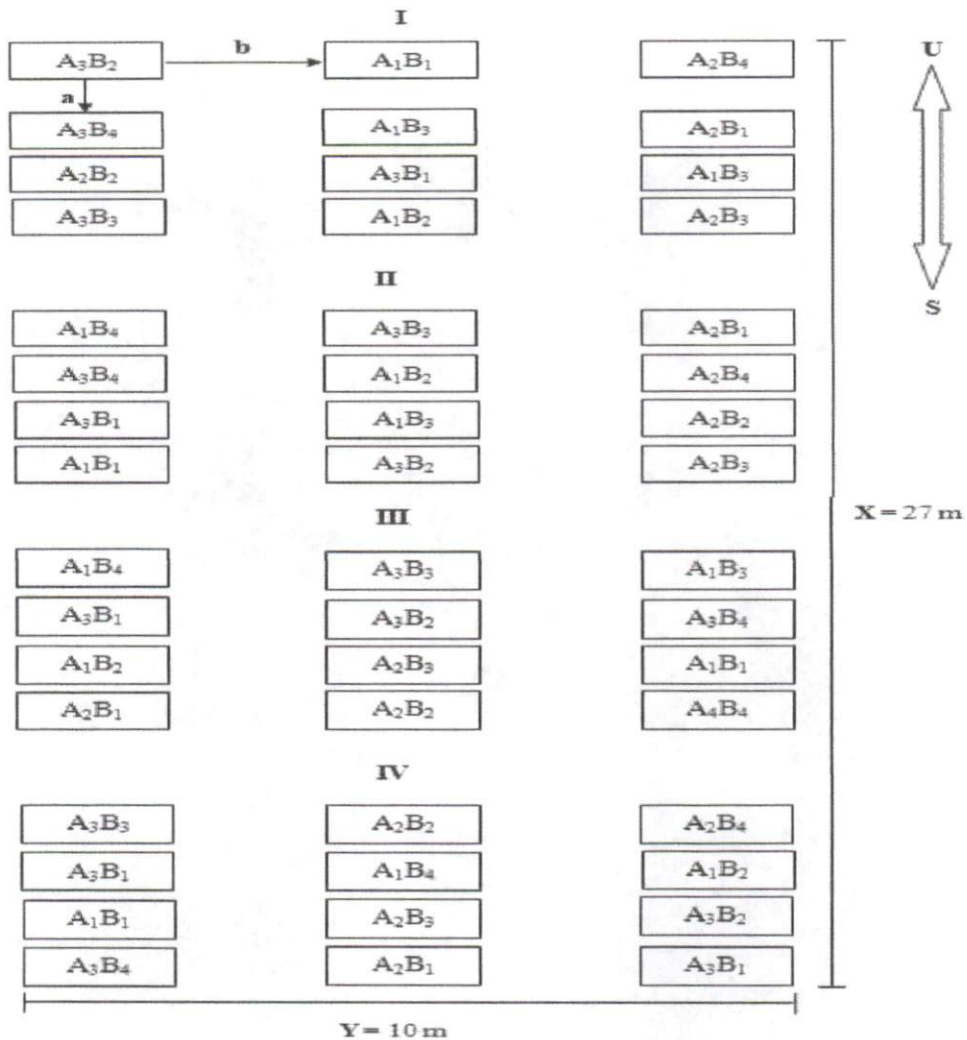 I
A₃B₂ b A₁B₁ A₂B₄ U
a
A₃B₄ A₁B₃ A₂B₁
A₂B₂ A₃B₁ A₁B₃
A₃B₃ A₁B₂ A₂B₃
II
S
A₁B₄ A₃B₃ A₂B₁
A₃B₄ A₁B₂ A₂B₄
A₃B₁ A₁B₃ A₂B₂
A₁B₁ A₃B₂ A₂B₃
III
X = 27 m
A₁B₄ A₃B₃ A₁B₃
A₃B₁ A₃B₂ A₃B₄
A₁B₂ A₂B₃ A₁B₁
A₂B₁ A₂B₂ A₄B₄
IV
A₃B₃ A₂B₂ A₂B₄
A₃B₁ A₁B₄ A₁B₂
A₁B₁ A₂B₃ A₃B₂
A₃B₄ A₂B₁ A₃B₁
Y = 10 m